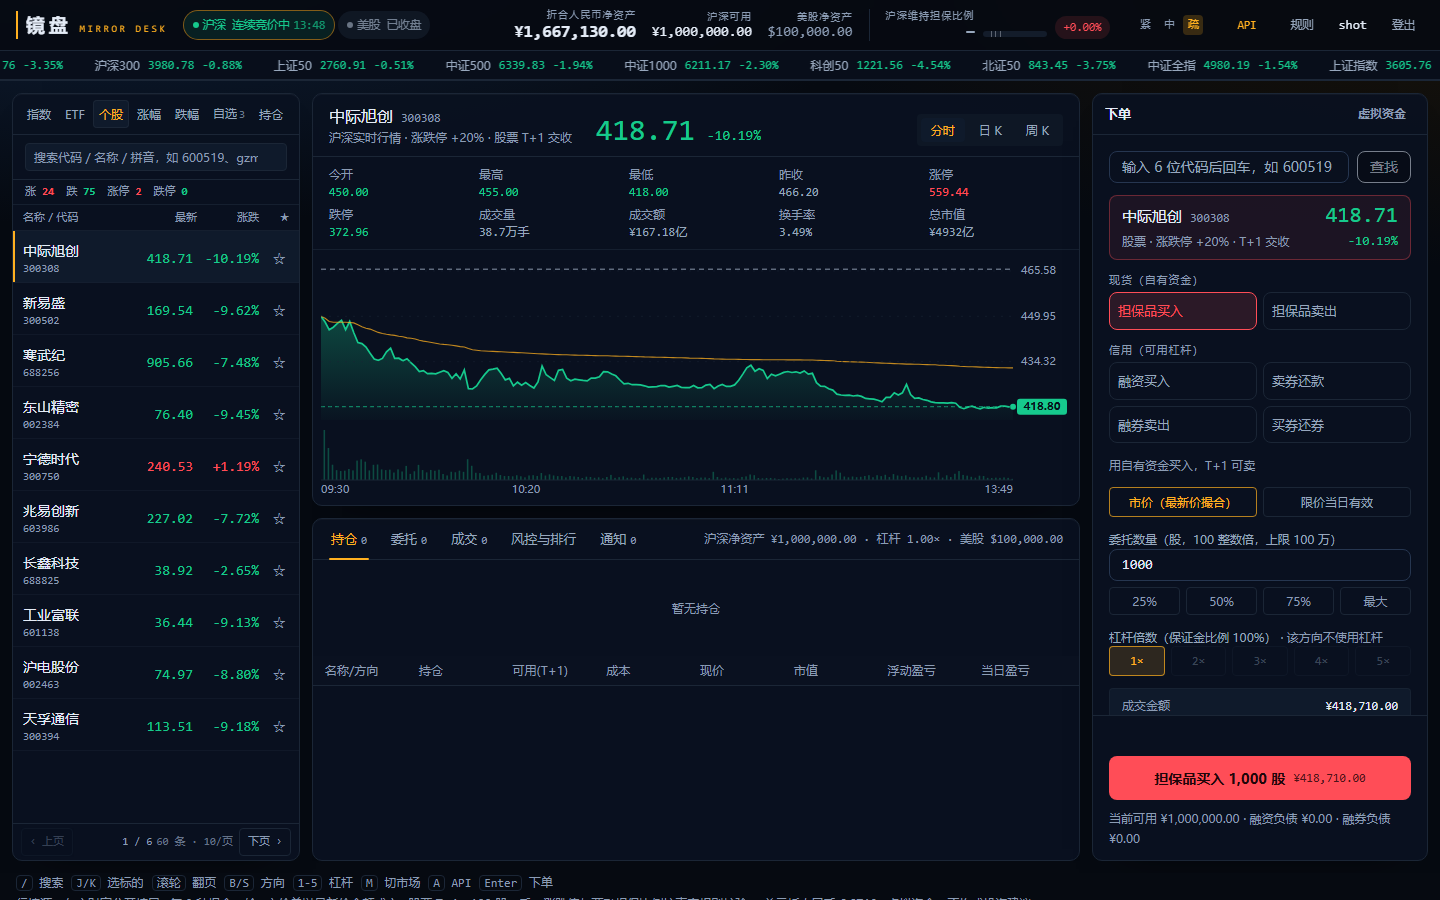 镜盘 MIRROR DESK 沪深 连续竞价中 13:48 美股 已收盘 折合人民币净资产 ¥1,667,130.00 沪深可用 ¥1,000,000.00 美股净资产 $100,000.00 沪深维持担保比例 — +0.00% 紧 中 疏 API 规则 shot 登出
76 -3.35% 沪深300 3980.78 -0.88% 上证50 2760.91 -0.51% 中证500 6339.83 -1.94% 中证1000 6211.17 -2.30% 科创50 1221.56 -4.54% 北证50 843.45 -3.75% 中证全指 4980.19 -1.54% 上证指数 3605.76
指数 ETF 个股 涨幅 跌幅 自选 3 持仓
搜索代码 / 名称 / 拼音，如 600519、gzm
涨 24 跌 75 涨停 2 跌停 0
名称 / 代码 最新 涨跌 ★
中际旭创 418.71 -10.19% ☆
300308
新易盛 169.54 -9.62% ☆
300502
寒武纪 905.66 -7.48% ☆
688256
东山精密 76.40 -9.45% ☆
002384
宁德时代 240.53 +1.19% ☆
300750
兆易创新 227.02 -7.72% ☆
603986
长鑫科技 38.92 -2.65% ☆
688825
工业富联 36.44 -9.13% ☆
601138
沪电股份 74.97 -8.80% ☆
002463
天孚通信 113.51 -9.18% ☆
300394
‹ 上页 1 / 6 60 条 · 10/页 下页 ›
中际旭创 300308 418.71 -10.19%
沪深实时行情 · 涨跌停 +20% · 股票 T+1 交收
分时 日 K 周 K
今开 最高 最低 昨收 涨停
450.00 455.00 418.00 466.20 559.44
跌停 成交量 成交额 换手率 总市值
372.96 38.7万手 ¥167.18亿 3.49% ¥4932亿
465.58
449.95
434.32
418.80
09:30 10:20 11:11 13:49
持仓 0 委托 0 成交 0 风控与排行 通知 0 沪深净资产 ¥1,000,000.00 · 杠杆 1.00× · 美股 $100,000.00
暂无持仓
名称/方向 持仓 可用(T+1) 成本 现价 市值 浮动盈亏 当日盈亏
下单 虚拟资金
输入 6 位代码后回车，如 600519 查找
中际旭创 300308 418.71
股票 · 涨跌停 +20% · T+1 交收 -10.19%
现货（自有资金）
担保品买入 担保品卖出
信用（可用杠杆）
融资买入 卖券还款
融券卖出 买券还券
用自有资金买入，T+1 可卖
市价（最新价撮合） 限价当日有效
委托数量（股，100 整数倍，上限 100 万）
1000
25% 50% 75% 最大
杠杆倍数（保证金比例 100%） · 该方向不使用杠杆
1× 2× 3× 4× 5×
成交金额 ¥418,710.00
担保品买入 1,000 股 ¥418,710.00
当前可用 ¥1,000,000.00 · 融资负债 ¥0.00 · 融券负债
¥0.00
/ 搜索 J/K 选标的 滚轮 翻页 B/S 方向 1-5 杠杆 M 切市场 A API Enter 下单